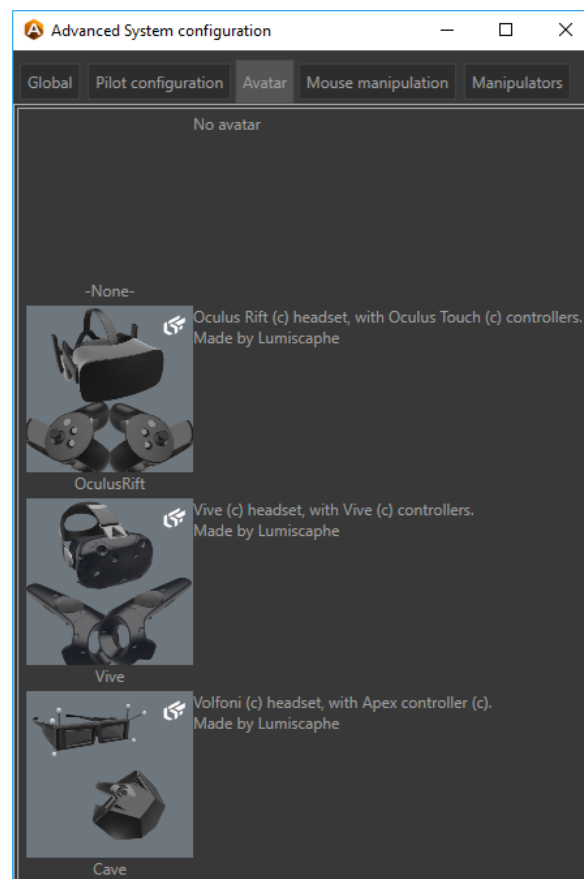 Advanced System configuration
Global
Pilot configuration
Avatar
Mouse manipulation
Manipulators
No avatar
-None-
Oculus Rift (c) headset, with Oculus Touch (c) controllers.
Made by Lumiscaphe
OculusRift
Vive (c) headset, with Vive (c) controllers.
Made by Lumiscaphe
Vive
Volfoni (c) headset, with Apex controller (c).
Made by Lumiscaphe
Cave